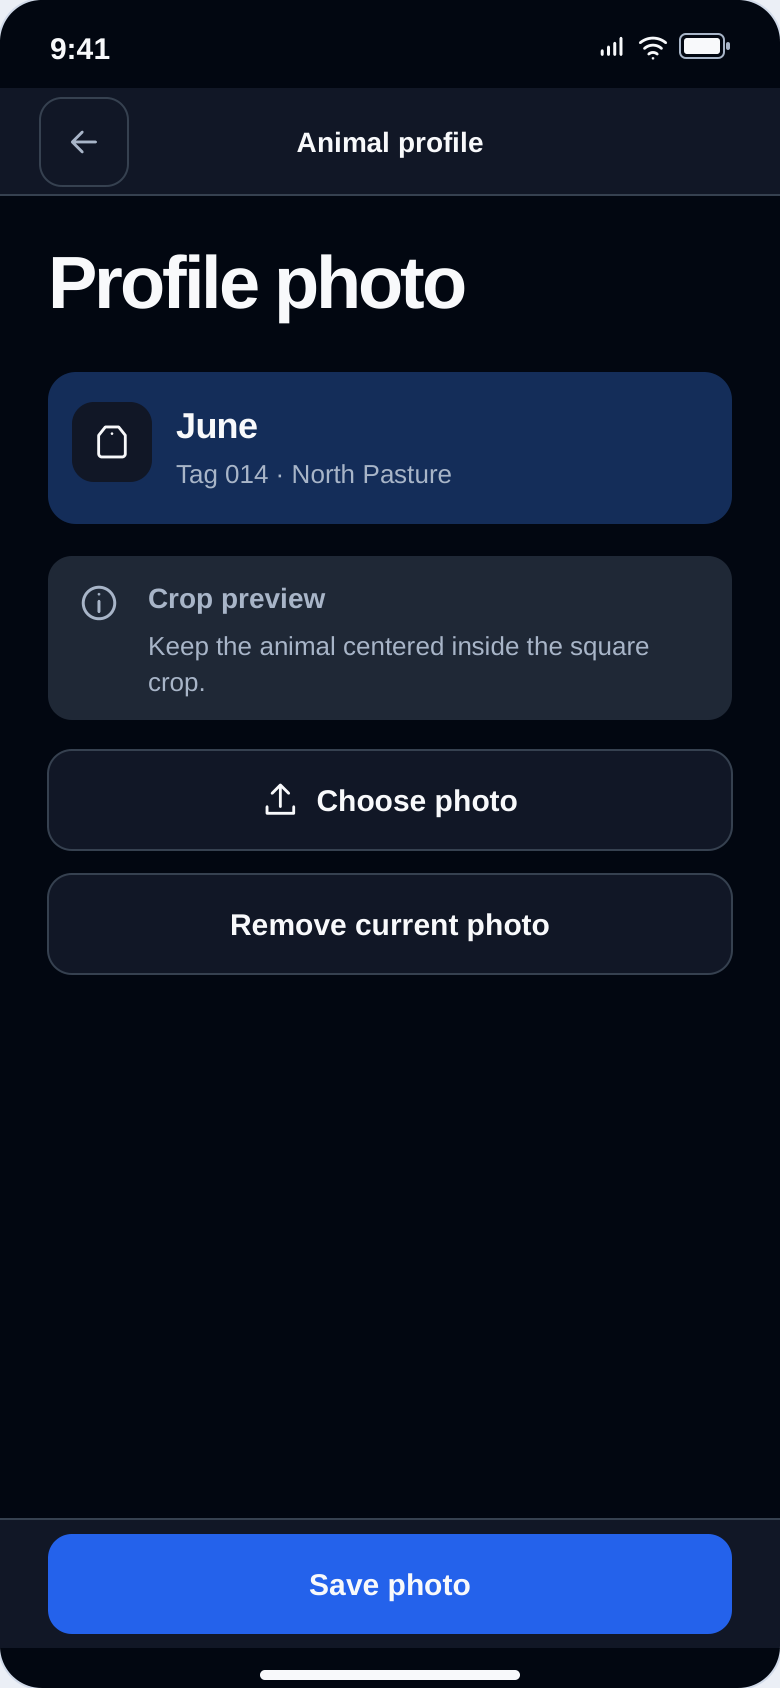 9:41
Animal profile
Profile photo
June
Tag 014 · North Pasture
Crop preview
Keep the animal centered inside the square
crop.
Choose photo
Remove current photo
Save photo